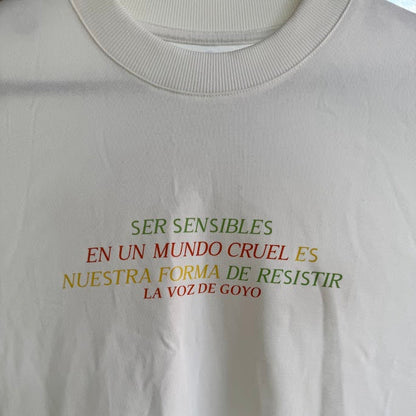 SER SENSIBLES
EN UN MUNDO CRUEL ES
NUESTRA FORMA DE RESISTIR
LA VOZ DE GOYO